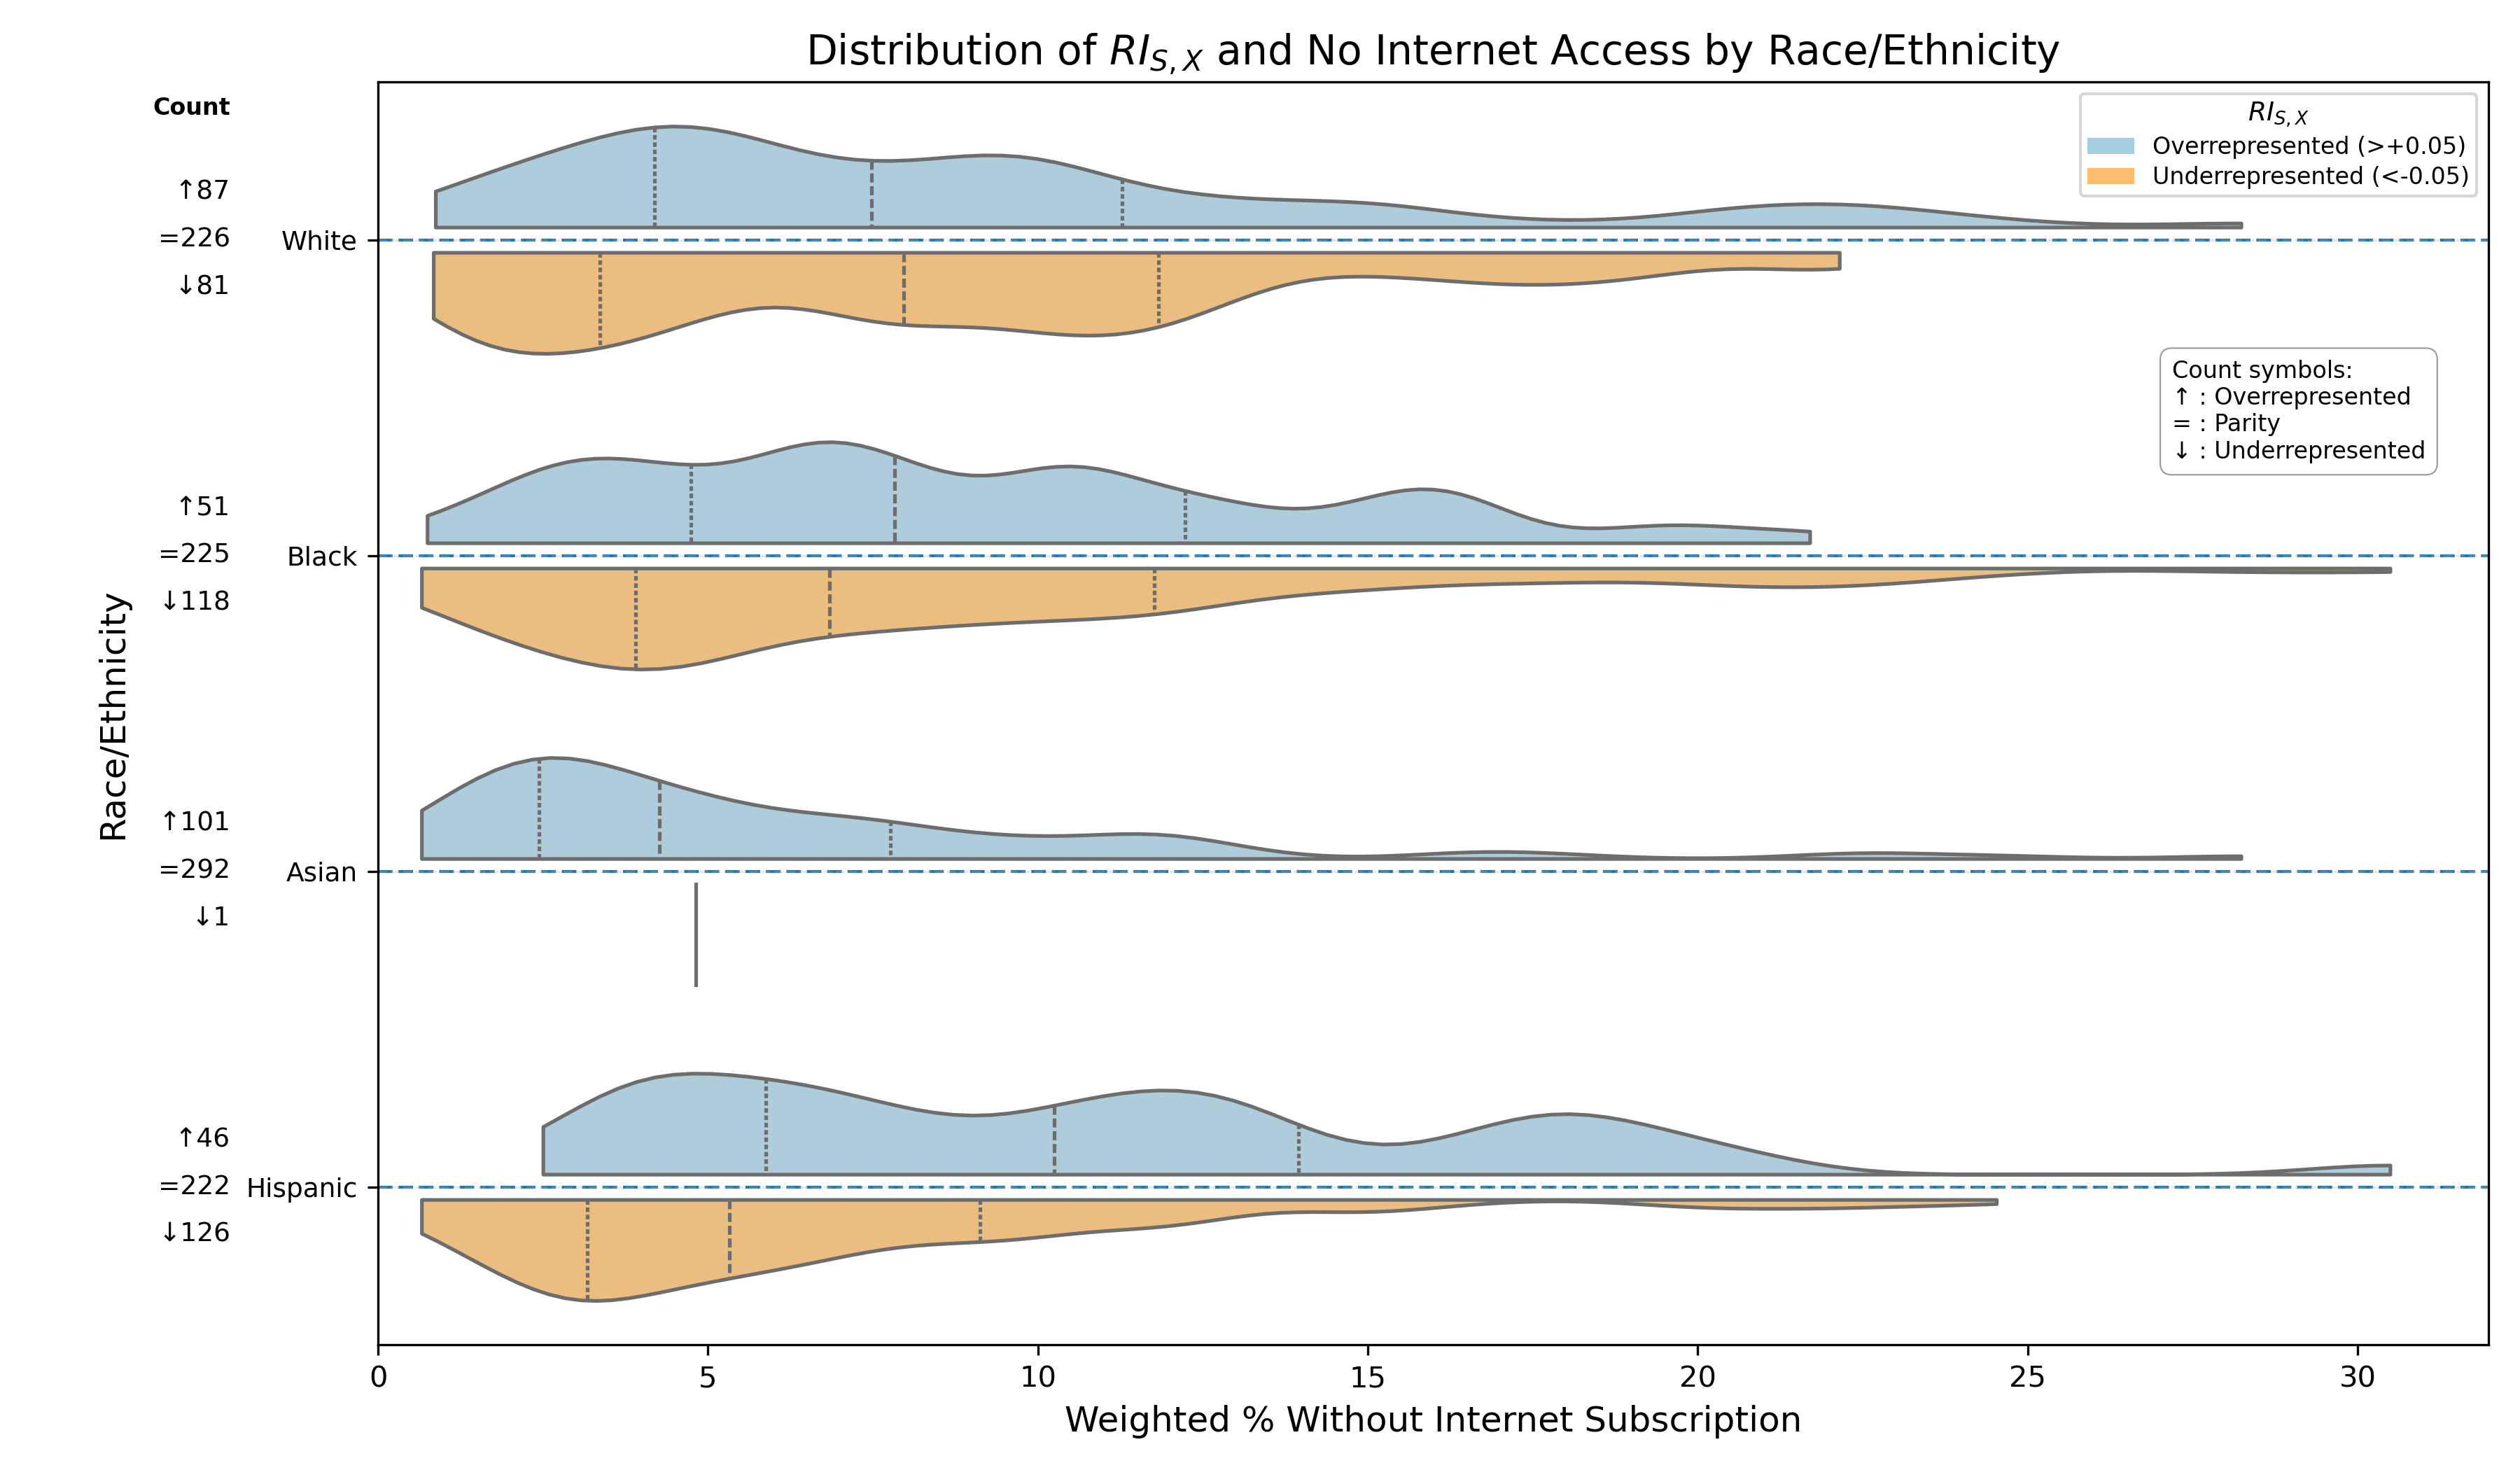 Distribution of RI_{S,X} and No Internet Access by Race/Ethnicity
Count
RI_{S,X}
Overrepresented (>+0.05)
Underrepresented (<-0.05)
↑87
=226
White
↓81
Count symbols:
↑ : Overrepresented
= : Parity
↓ : Underrepresented
↑51
=225
Black
↓118
Race/Ethnicity
↑101
=292
Asian
↓1
↑46
=222
Hispanic
↓126
0 5 10 15 20 25 30
Weighted % Without Internet Subscription